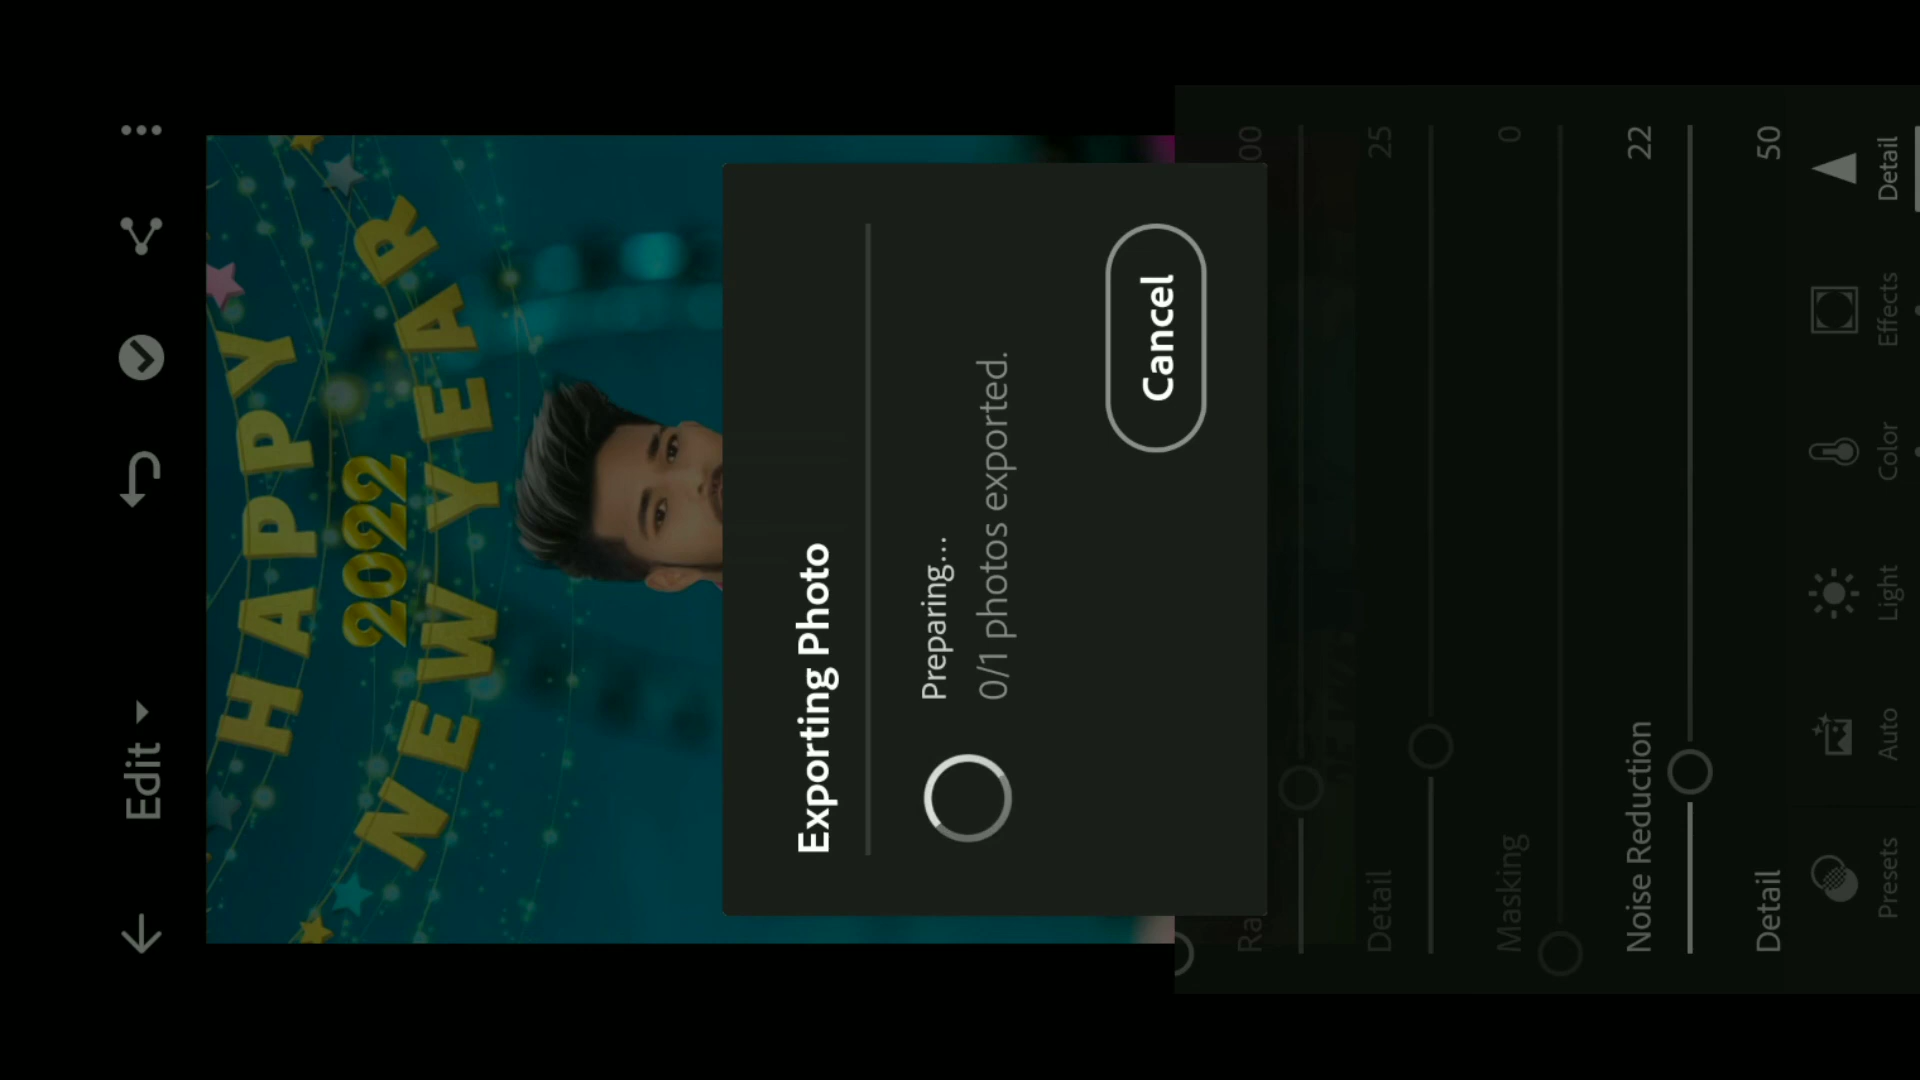 Edit
HAPPY
2022
NEW YEAR
Exporting Photo
Preparing...
0/1 photos exported.
Cancel
Detail 25
Masking 0
Noise Reduction 22
Detail 50
Presets
Auto
Light
Color
Effects
Detail